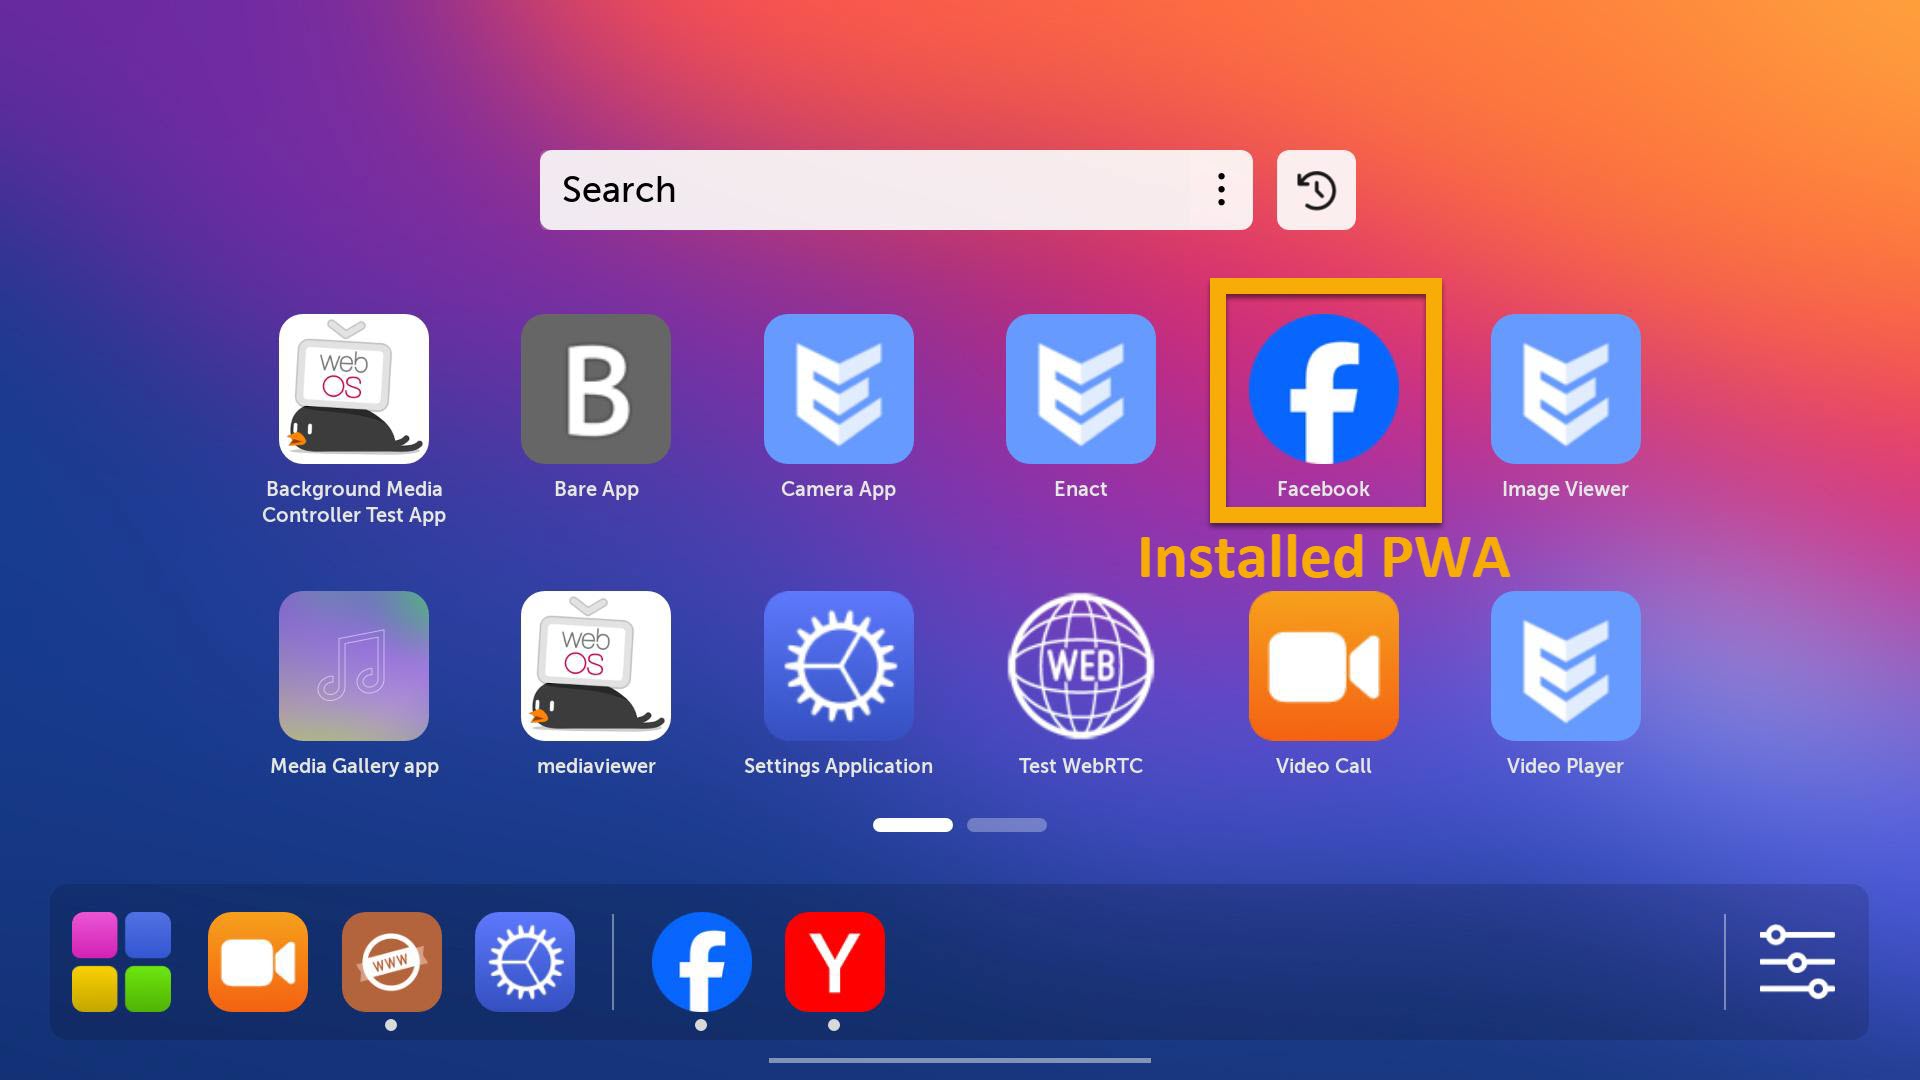 Search
web
OS
B
f
Background Media
Controller Test App
Bare App
Camera App
Enact
Facebook
Image Viewer
Installed PWA
web
OS
WEB
Media Gallery app
mediaviewer
Settings Application
Test WebRTC
Video Call
Video Player
WWW
f
Y